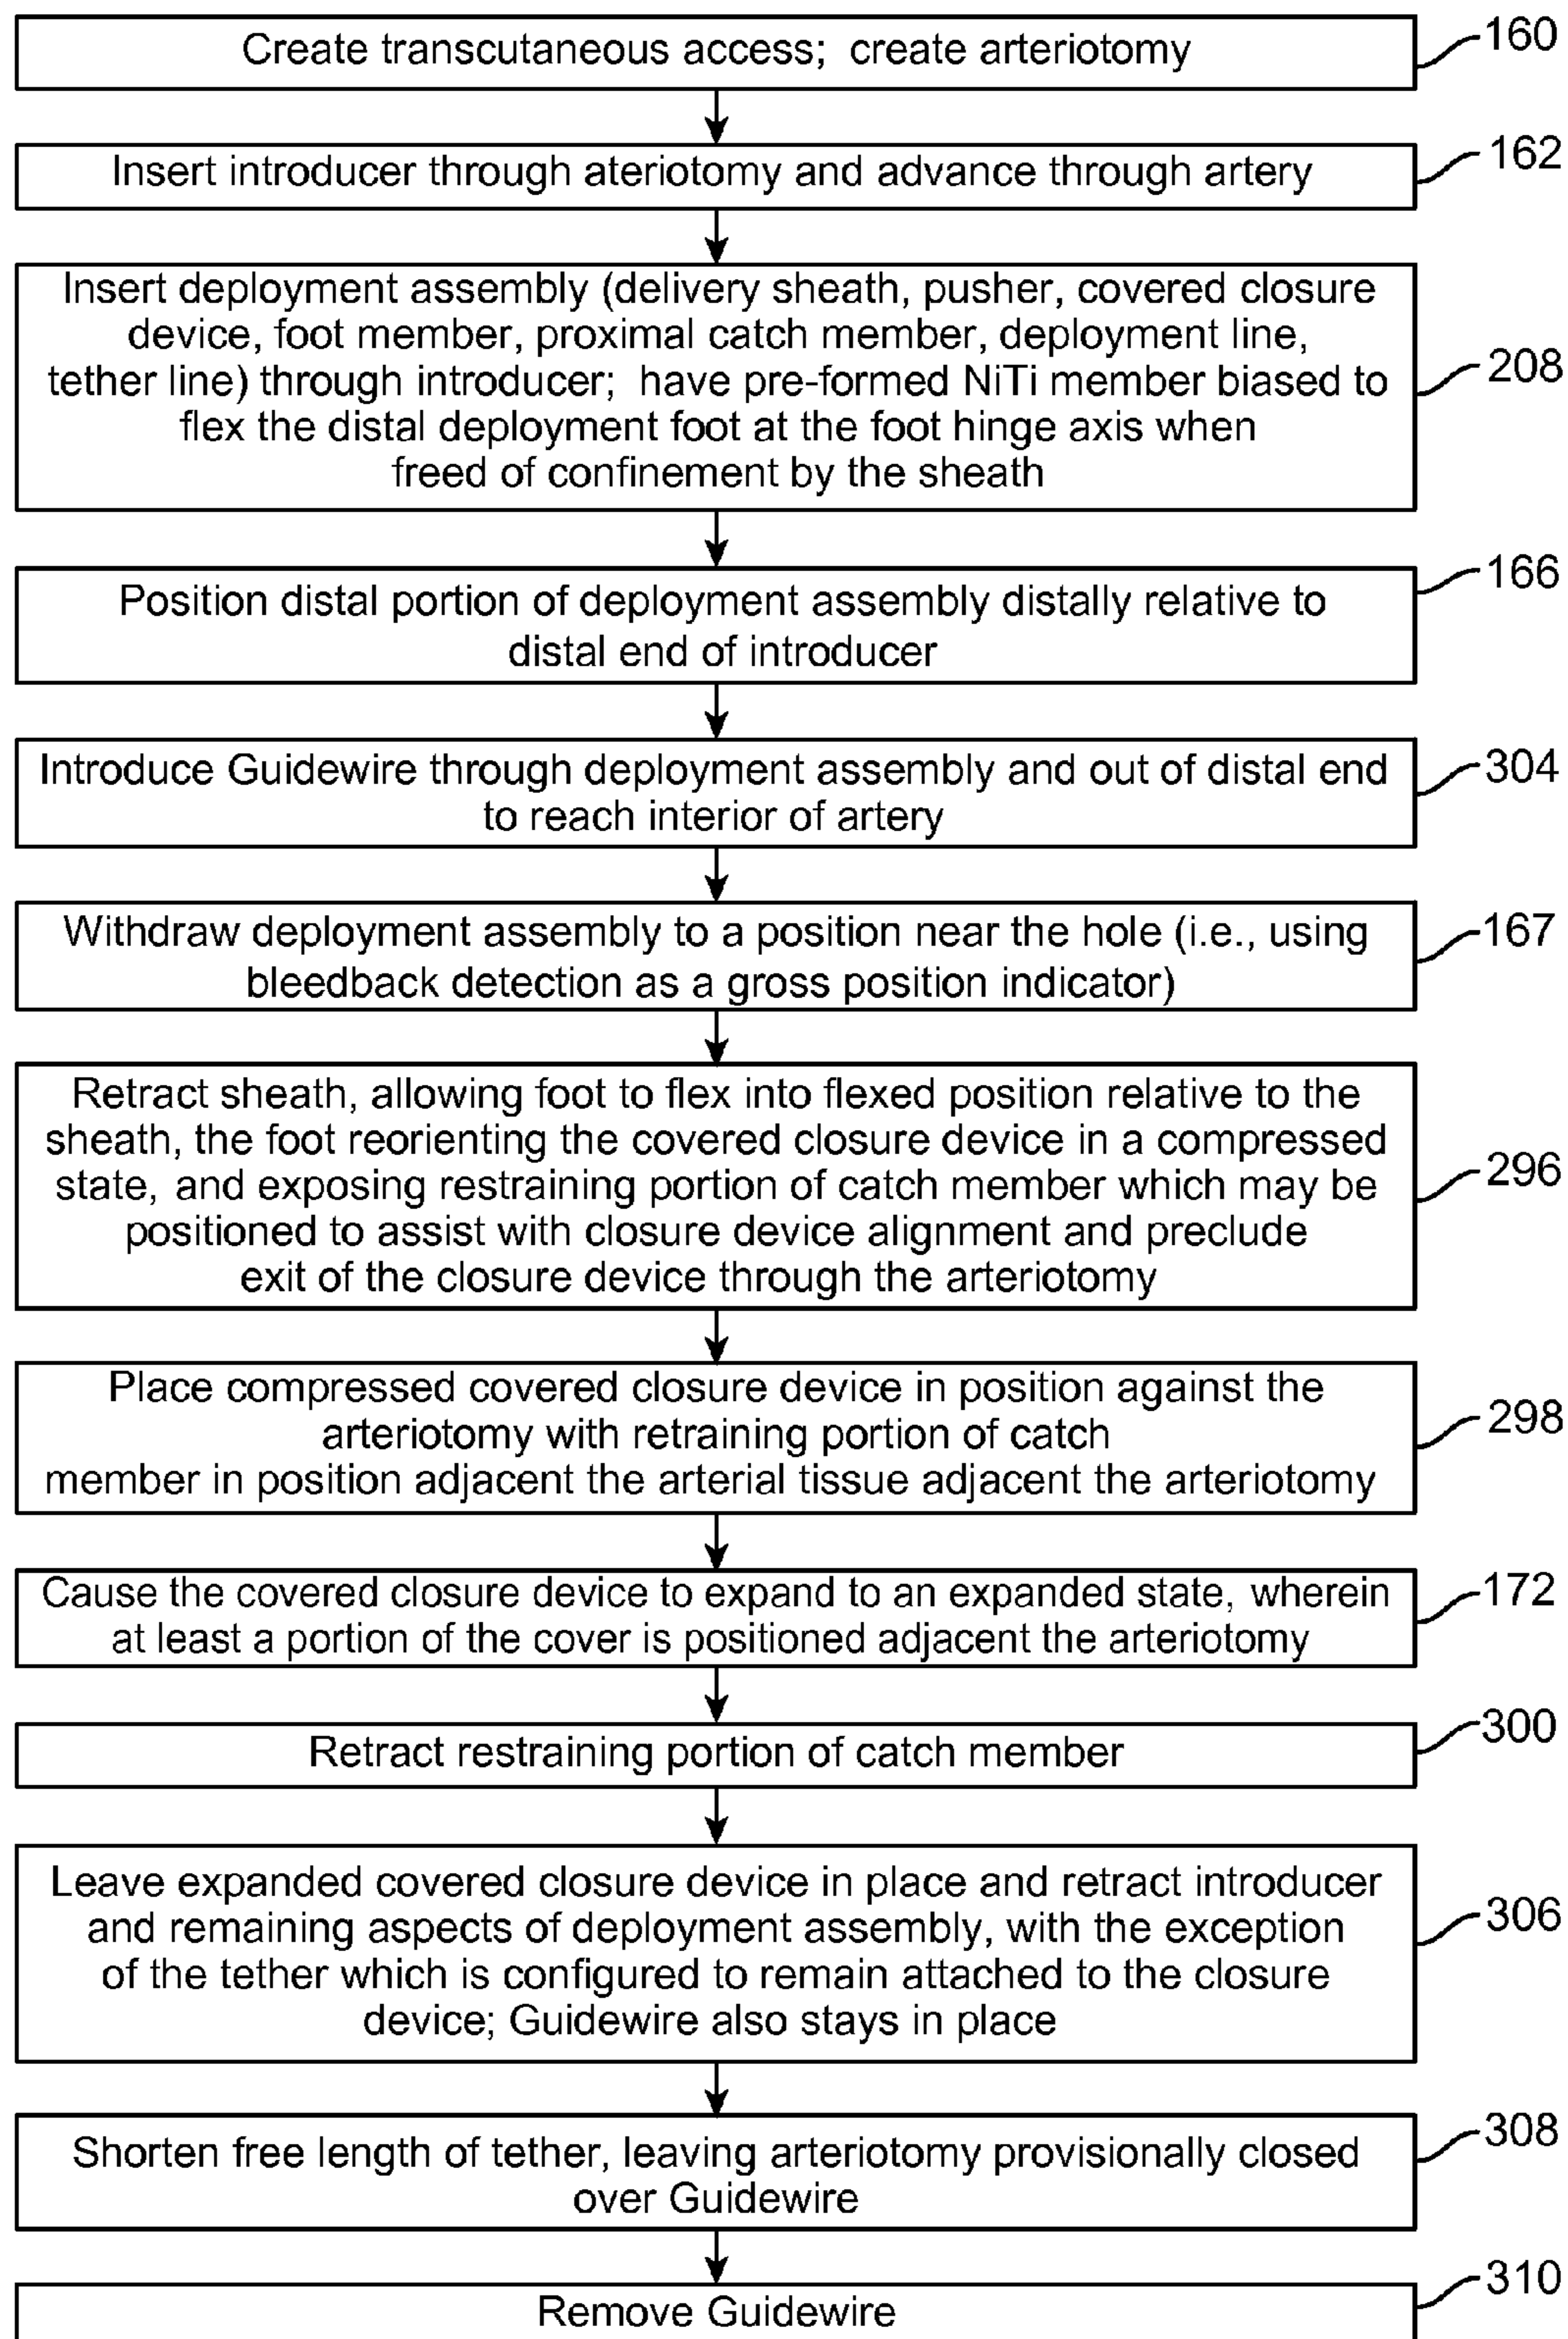 Create transcutaneous access; create arteriotomy
160
Insert introducer through ateriotomy and advance through artery
162
Insert deployment assembly (delivery sheath, pusher, covered closure
device, foot member, proximal catch member, deployment line,
tether line) through introducer; have pre-formed NiTi member biased to
flex the distal deployment foot at the foot hinge axis when
freed of confinement by the sheath
208
Position distal portion of deployment assembly distally relative to
distal end of introducer
166
Introduce Guidewire through deployment assembly and out of distal end
to reach interior of artery
304
Withdraw deployment assembly to a position near the hole (i.e., using
bleedback detection as a gross position indicator)
167
Retract sheath, allowing foot to flex into flexed position relative to the
sheath, the foot reorienting the covered closure device in a compressed
state, and exposing restraining portion of catch member which may be
positioned to assist with closure device alignment and preclude
exit of the closure device through the arteriotomy
296
Place compressed covered closure device in position against the
arteriotomy with retraining portion of catch
member in position adjacent the arterial tissue adjacent the arteriotomy
298
Cause the covered closure device to expand to an expanded state, wherein
at least a portion of the cover is positioned adjacent the arteriotomy
172
Retract restraining portion of catch member
300
Leave expanded covered closure device in place and retract introducer
and remaining aspects of deployment assembly, with the exception
of the tether which is configured to remain attached to the closure
device; Guidewire also stays in place
306
Shorten free length of tether, leaving arteriotomy provisionally closed
over Guidewire
308
Remove Guidewire
310